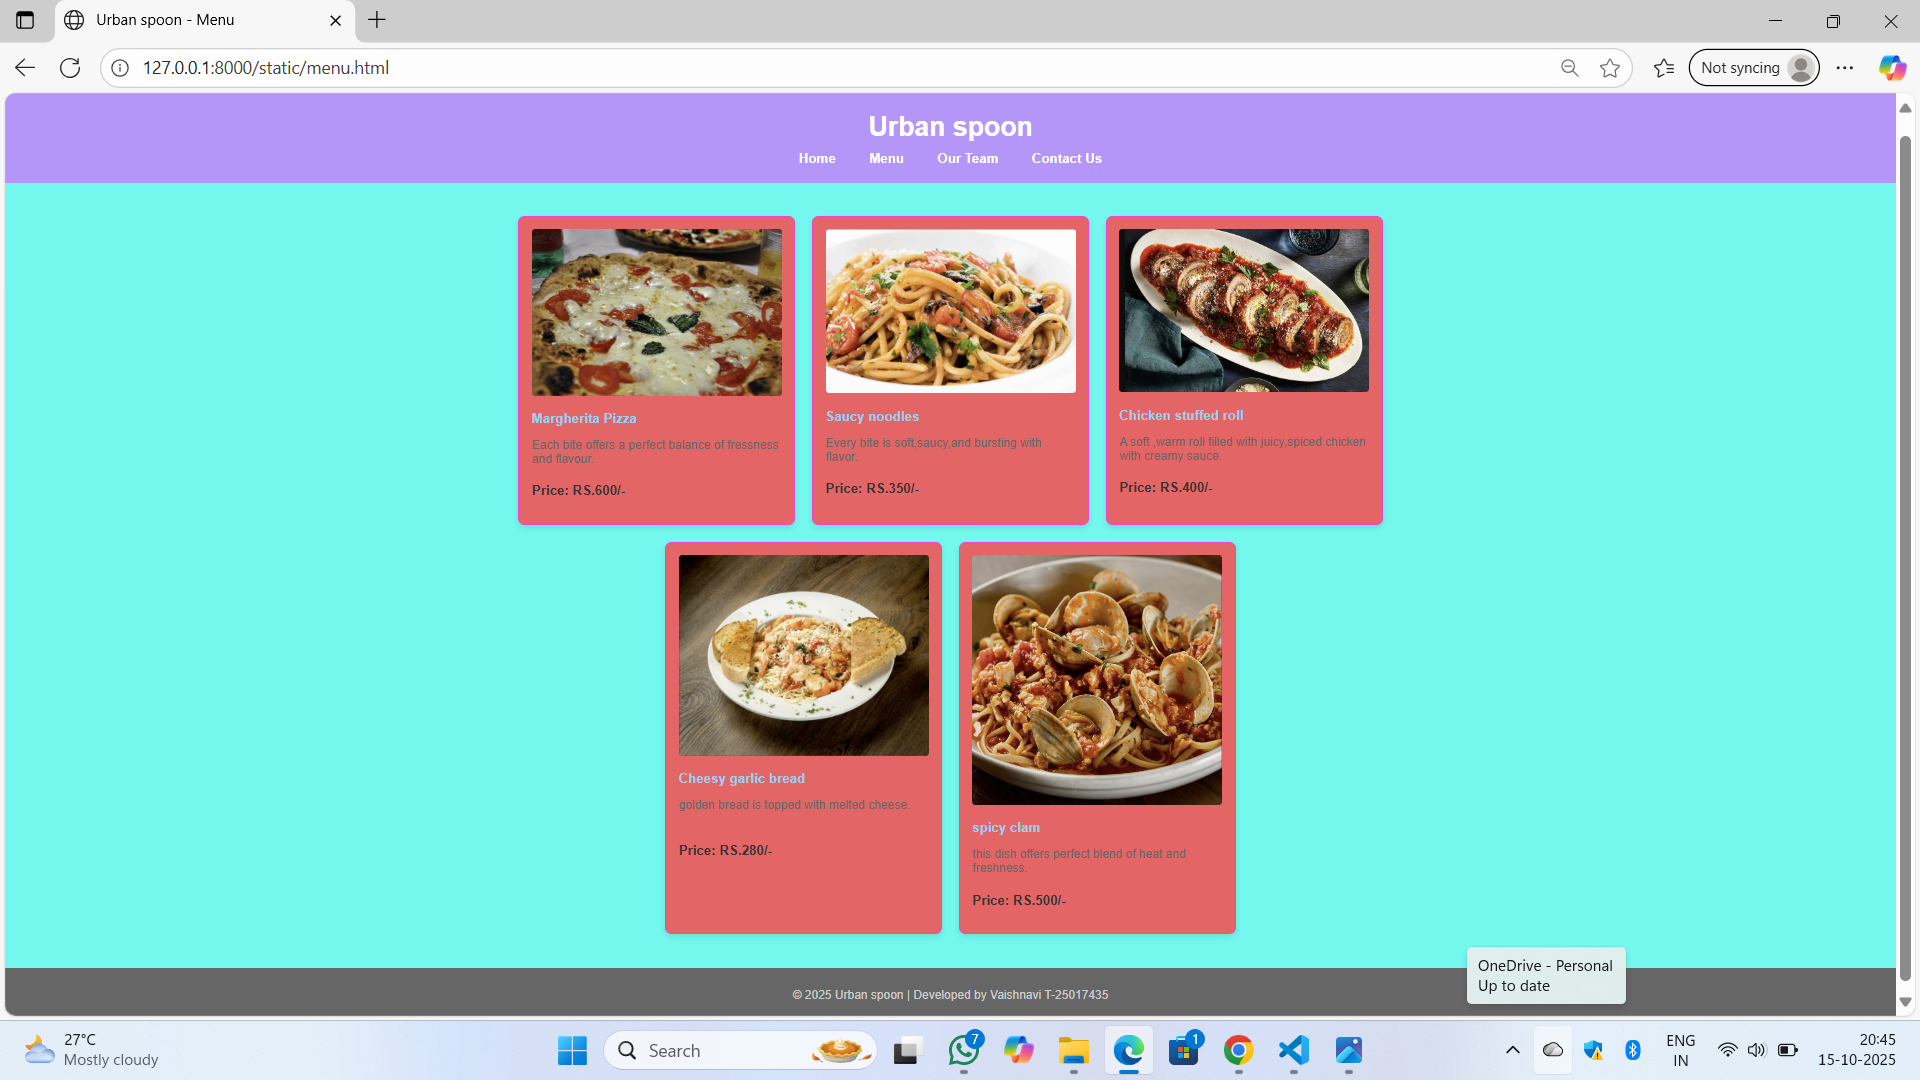 Urban spoon - Menu
127.0.0.1:8000/static/menu.html
Not syncing
Urban spoon
Home Menu Our Team Contact Us
Margherita Pizza
Each bite offers a perfect balance of fressness
and flavour.
Price: RS.600/-
Saucy noodles
Every bite is soft,saucy,and bursting with
flavor.
Price: RS.350/-
Chicken stuffed roll
A soft ,warm roll filled with juicy,spiced chicken
with creamy sauce.
Price: RS.400/-
Cheesy garlic bread
golden bread is topped with melted cheese.
Price: RS.280/-
spicy clam
this dish offers perfect blend of heat and
freshness.
Price: RS.500/-
© 2025 Urban spoon | Developed by Vaishnavi T-25017435
OneDrive - Personal
Up to date
27°C
Mostly cloudy
Search
7
1
ENG
IN
20:45
15-10-2025